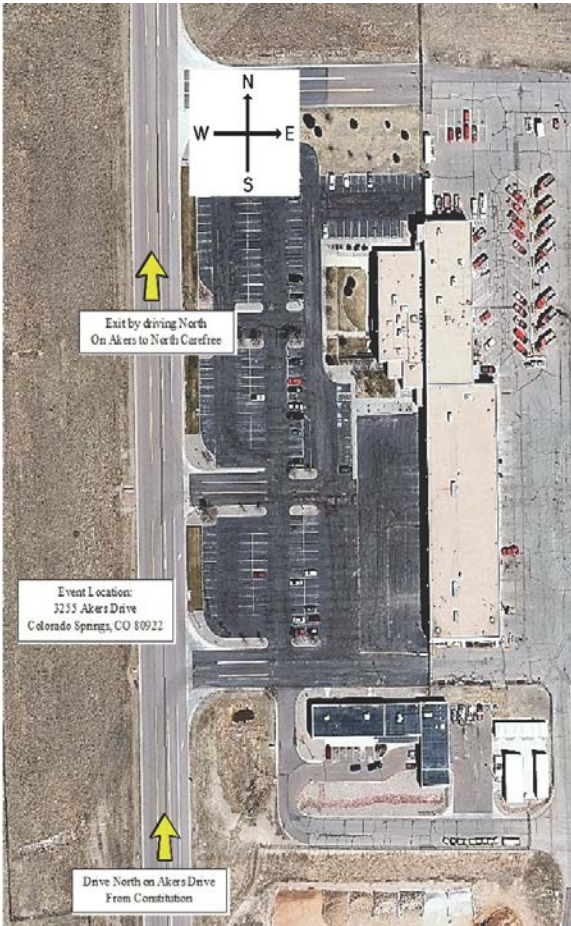 N
W E
S
Exit by driving North
On Akers to North Carefree
Event Location:
3255 Akers Drive
Colorado Springs, CO 80922
Drive North on Akers Drive
From Constitution